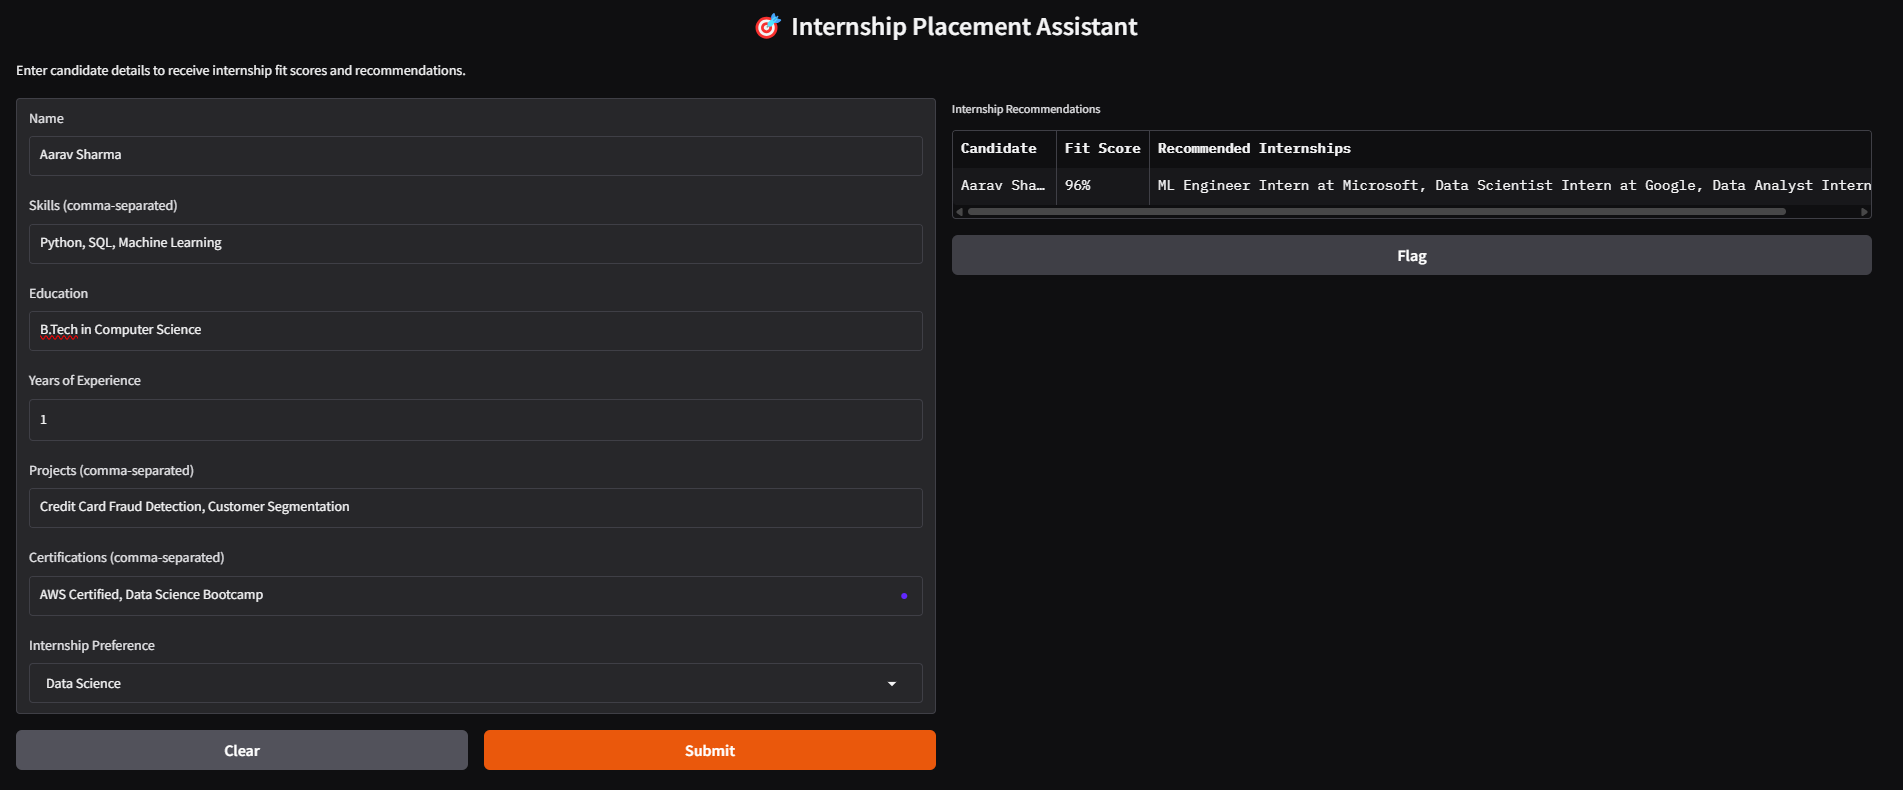 🎯 Internship Placement Assistant
Enter candidate details to receive internship fit scores and recommendations.
Name
Aarav Sharma
Skills (comma-separated)
Python, SQL, Machine Learning
Education
B.Tech in Computer Science
Years of Experience
1
Projects (comma-separated)
Credit Card Fraud Detection, Customer Segmentation
Certifications (comma-separated)
AWS Certified, Data Science Bootcamp
Internship Preference
Data Science
Clear Submit
Internship Recommendations
Candidate Fit Score Recommended Internships
Aarav Sha… 96% ML Engineer Intern at Microsoft, Data Scientist Intern at Google, Data Analyst Intern
Flag